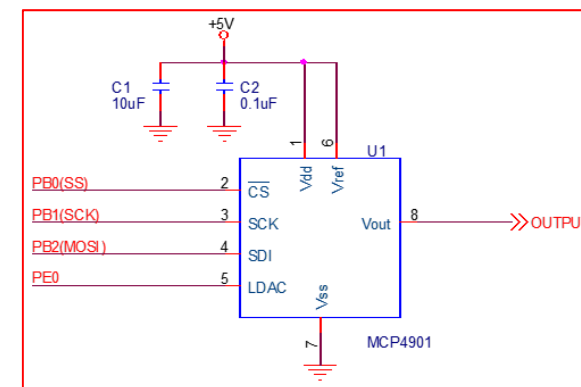 +5V
C1
10uF
C2
0.1uF
1
6
U1
Vdd
Vref
PB0(SS)
2
CS
PB1(SCK)
3
SCK
Vout
8
OUTPU
PB2(MOSI)
4
SDI
PE0
5
LDAC
Vss
7
MCP4901